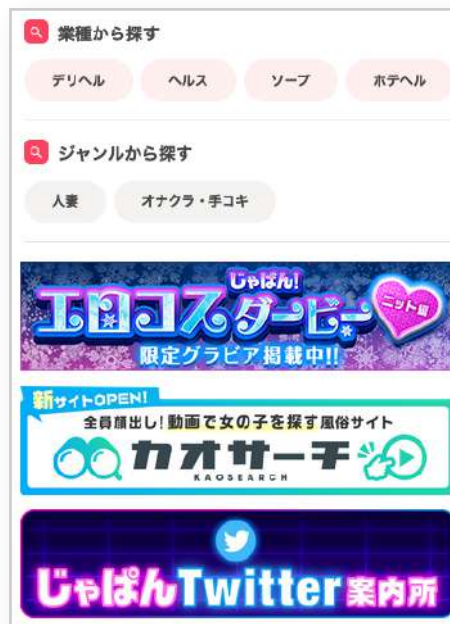 業種から探す
デリヘル
ヘルス
ソープ
ホテヘル
ジャンルから探す
人妻
オナクラ・手コキ
じゃぱん!
エロコスダービー
ニット編
限定グラビア掲載中!!
新サイトOPEN!
全員顔出し!動画で女の子を探す風俗サイト
カオサーチ
KAOSEARCH
じゃぱんTwitter案内所